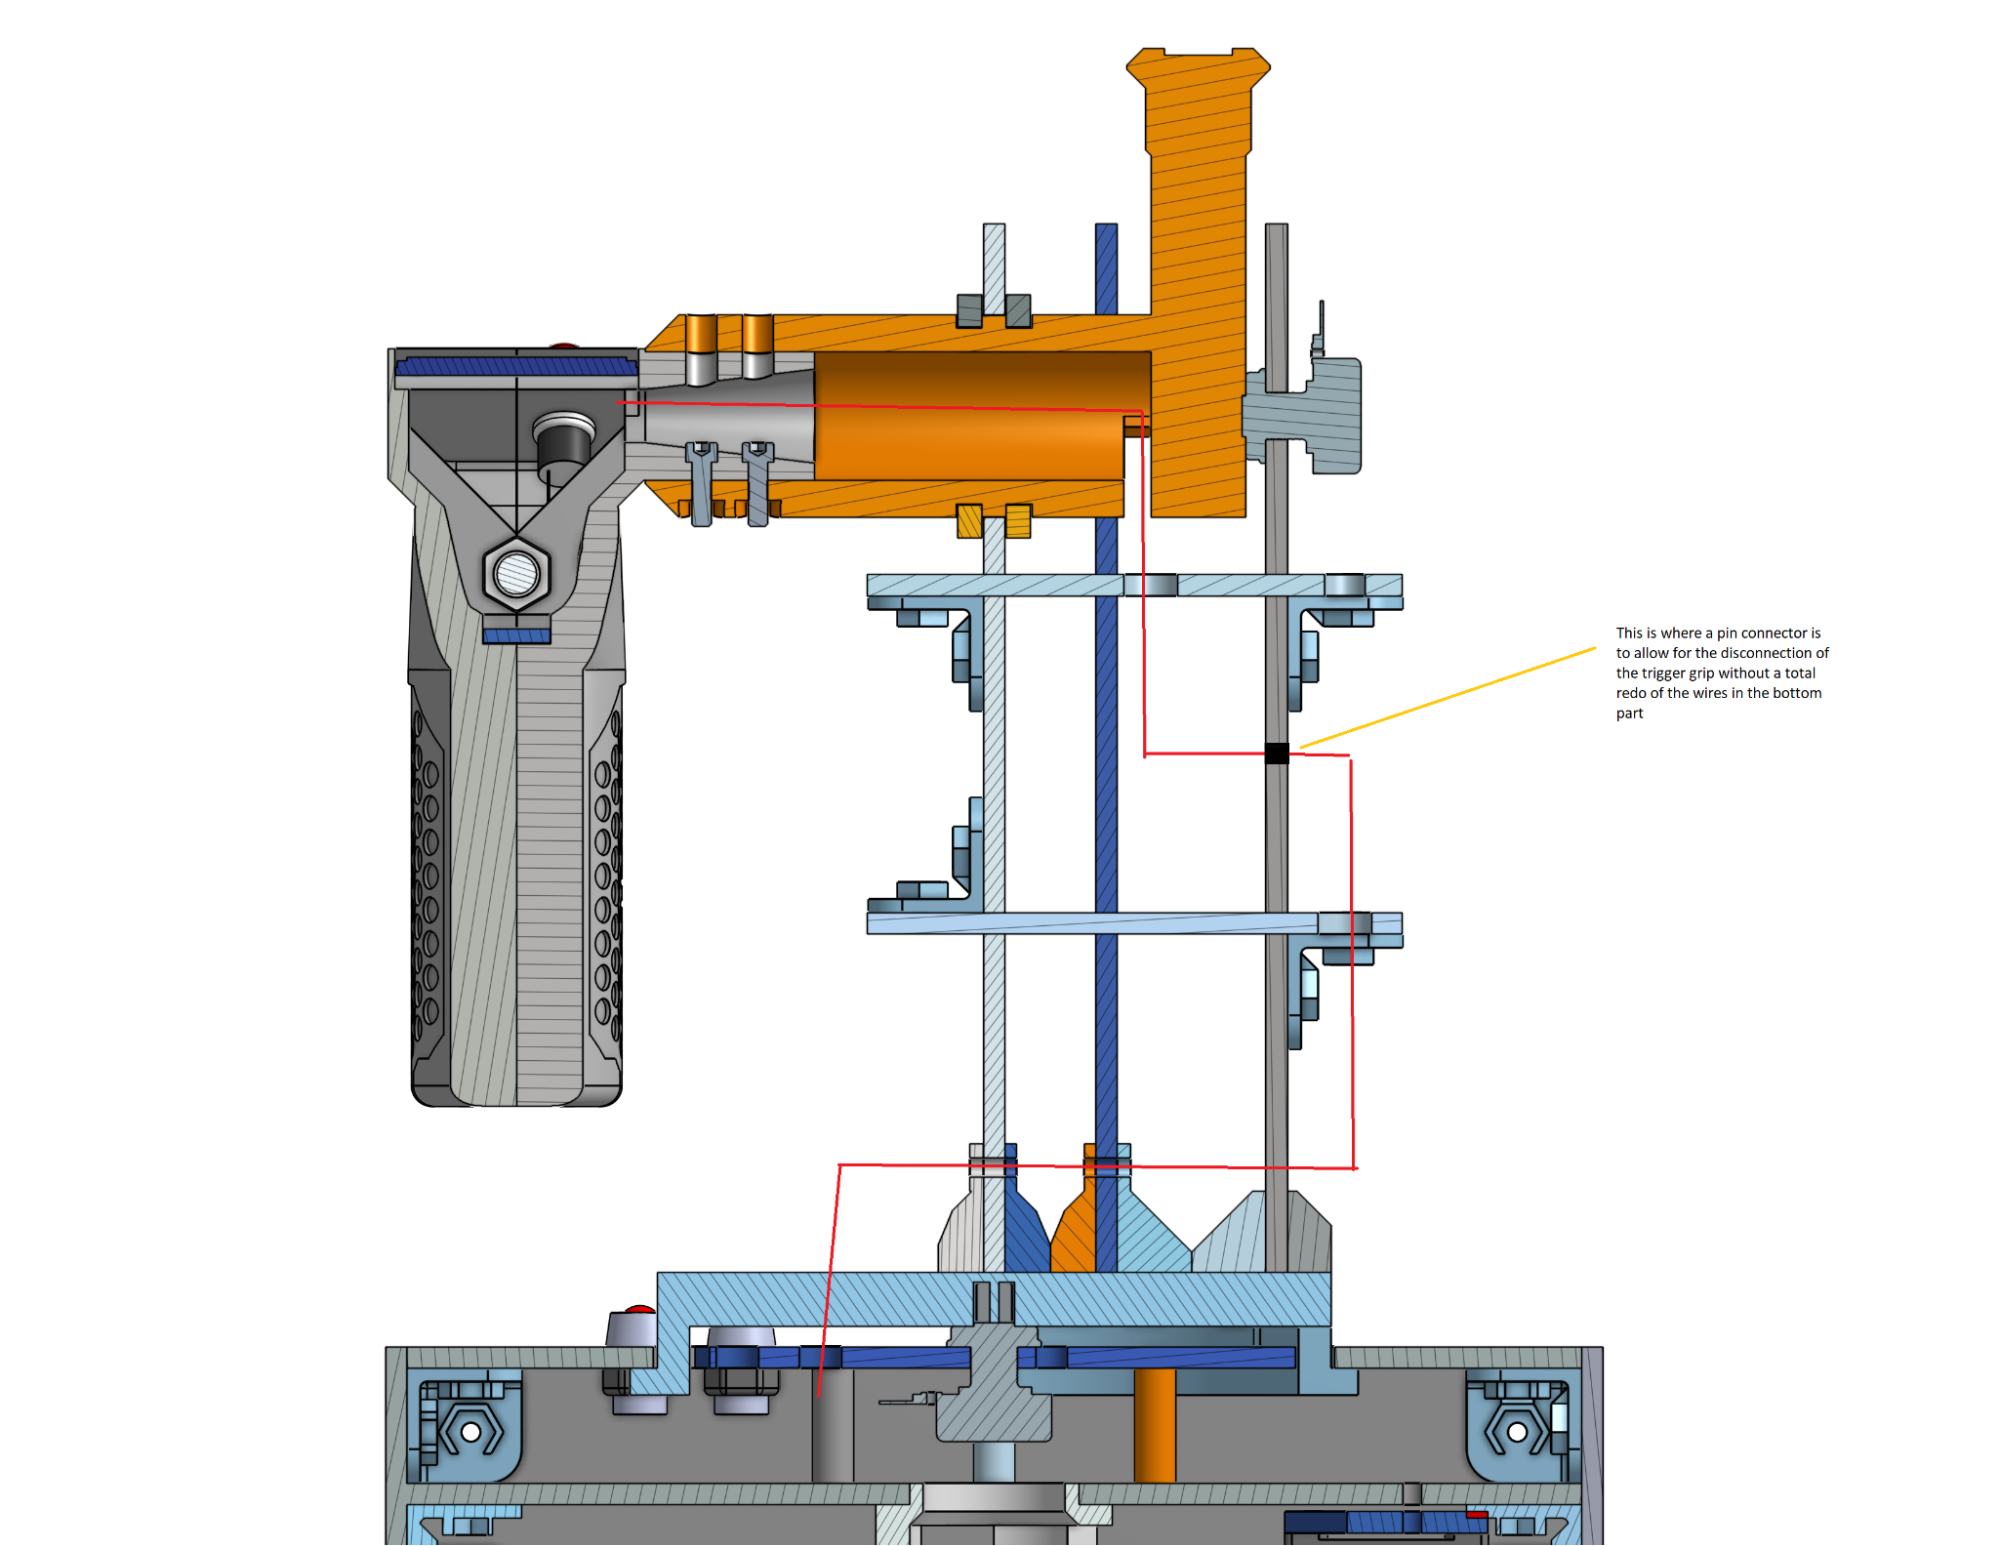 This is where a pin connector is
to allow for the disconnection of
the trigger grip without a total
redo of the wires in the bottom
part